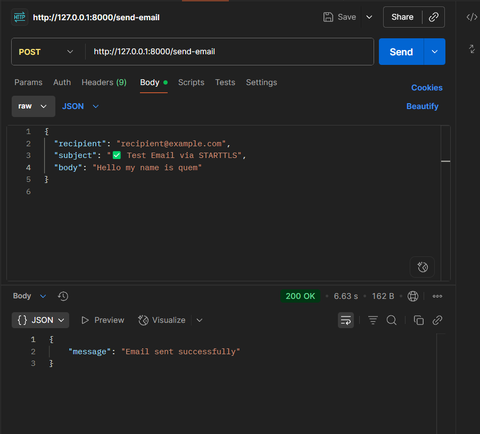 HTTP http://127.0.0.1:8000/send-email Save Share
POST http://127.0.0.1:8000/send-email Send
Params Auth Headers (9) Body Scripts Tests Settings Cookies
raw JSON Beautify
1 {
2 "recipient": "recipient@example.com",
3 "subject": "✅ Test Email via STARTTLS",
4 "body": "Hello my name is quem"
5 }
6
Body 200 OK • 6.63 s • 162 B
{} JSON Preview Visualize
1 {
2 "message": "Email sent successfully"
3 }